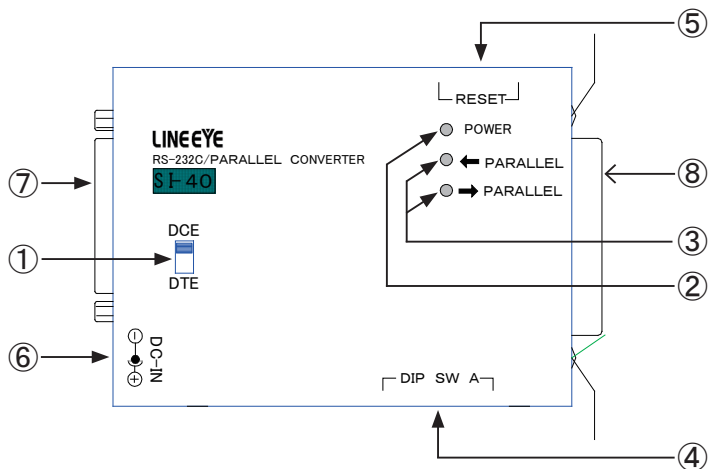 ⑤
RESET
POWER
LINEEYE
RS-232C/PARALLEL CONVERTER
SI-40
← PARALLEL
→ PARALLEL
⑦
⑧
DCE
①
DTE
③
②
⑥
DC-IN
DIP SW A
④